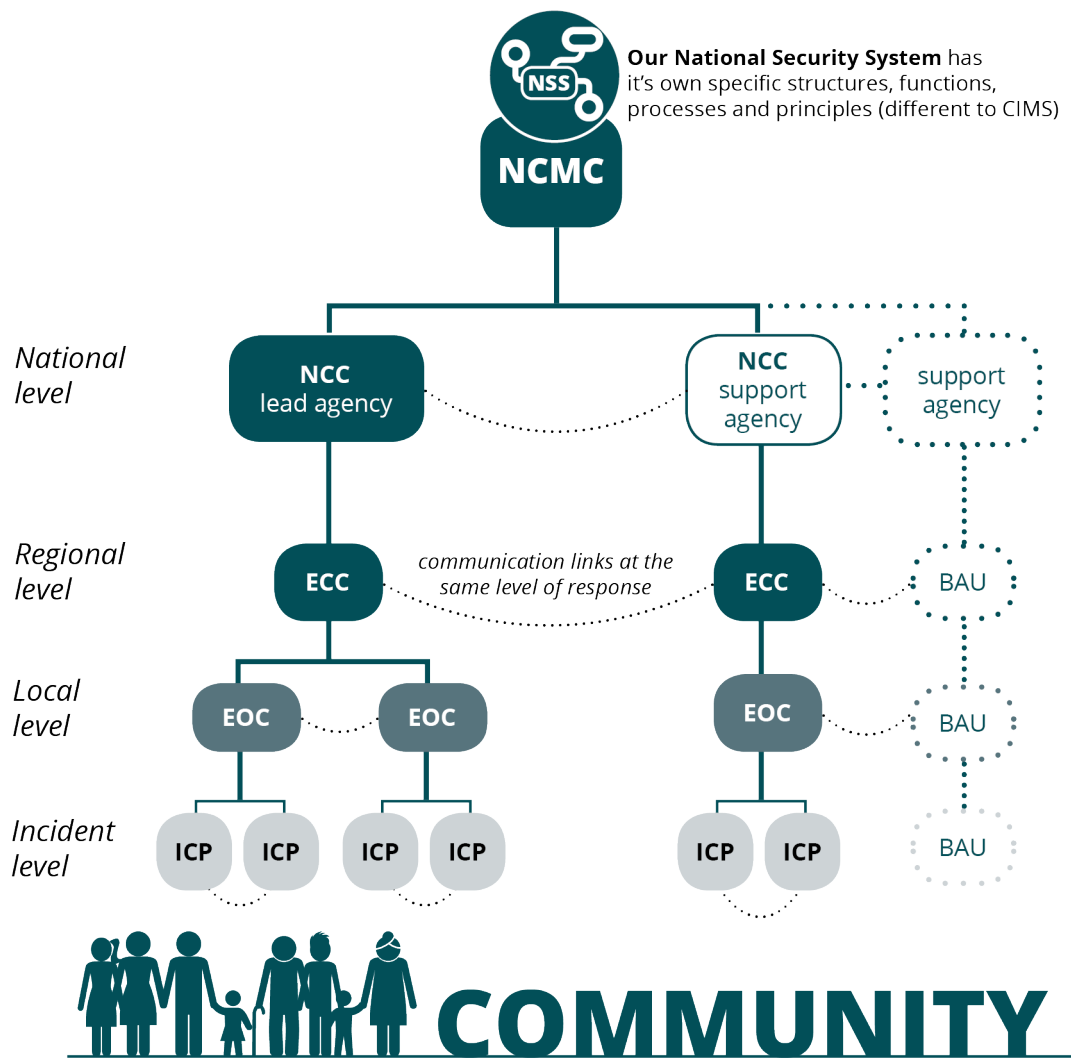 Our National Security System has
it's own specific structures, functions,
processes and principles (different to CIMS)
NSS
NCMC
National
level
NCC
lead agency
NCC
support
agency
support
agency
Regional
level
ECC
communication links at the
same level of response
ECC
BAU
Local
level
EOC
EOC
EOC
BAU
Incident
level
ICP
ICP
ICP
ICP
ICP
ICP
BAU
COMMUNITY